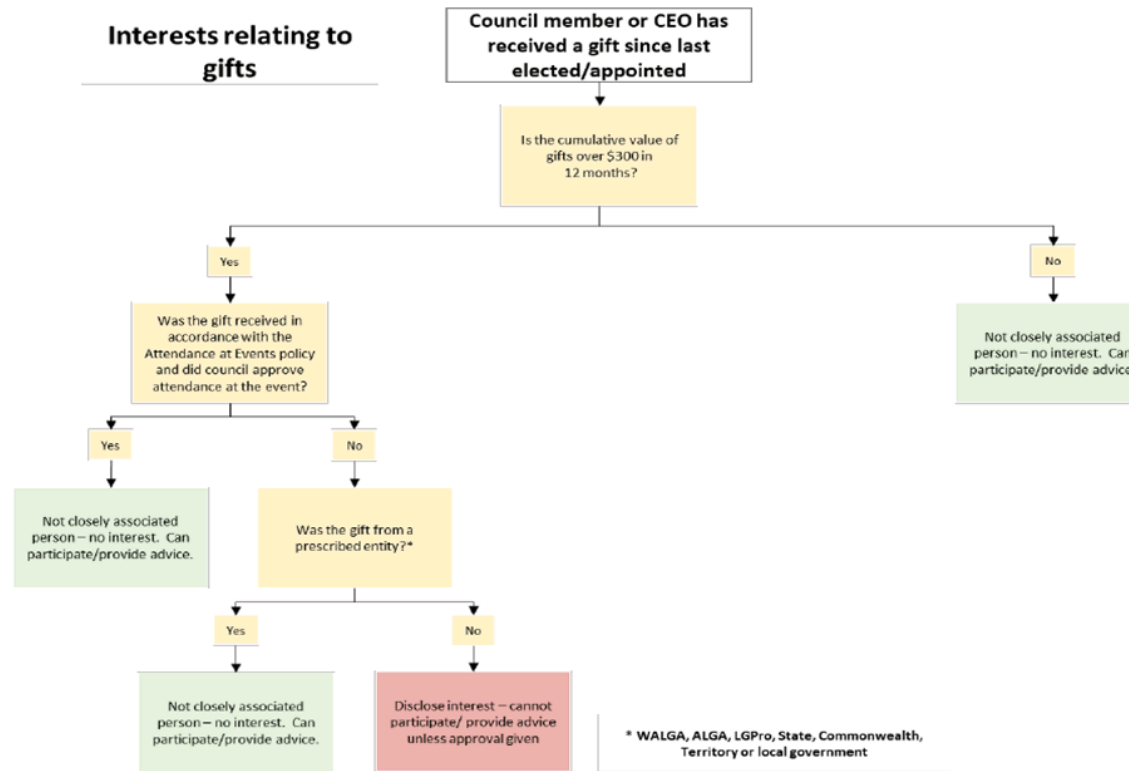 Interests relating to
gifts
Council member or CEO has
received a gift since last
elected/appointed
Is the cumulative value of
gifts over $300 in
12 months?
Yes
No
Was the gift received in
accordance with the
Attendance at Events policy
and did council approve
attendance at the event?
Not closely associated
person – no interest. Can
participate/provide advice
Yes
No
Not closely associated
person – no interest. Can
participate/provide advice.
Was the gift from a
prescribed entity?*
Yes
No
Not closely associated
person – no interest. Can
participate/provide advice.
Disclose interest – cannot
participate/ provide advice
unless approval given
* WALGA, ALGA, LGPro, State, Commonwealth,
Territory or local government